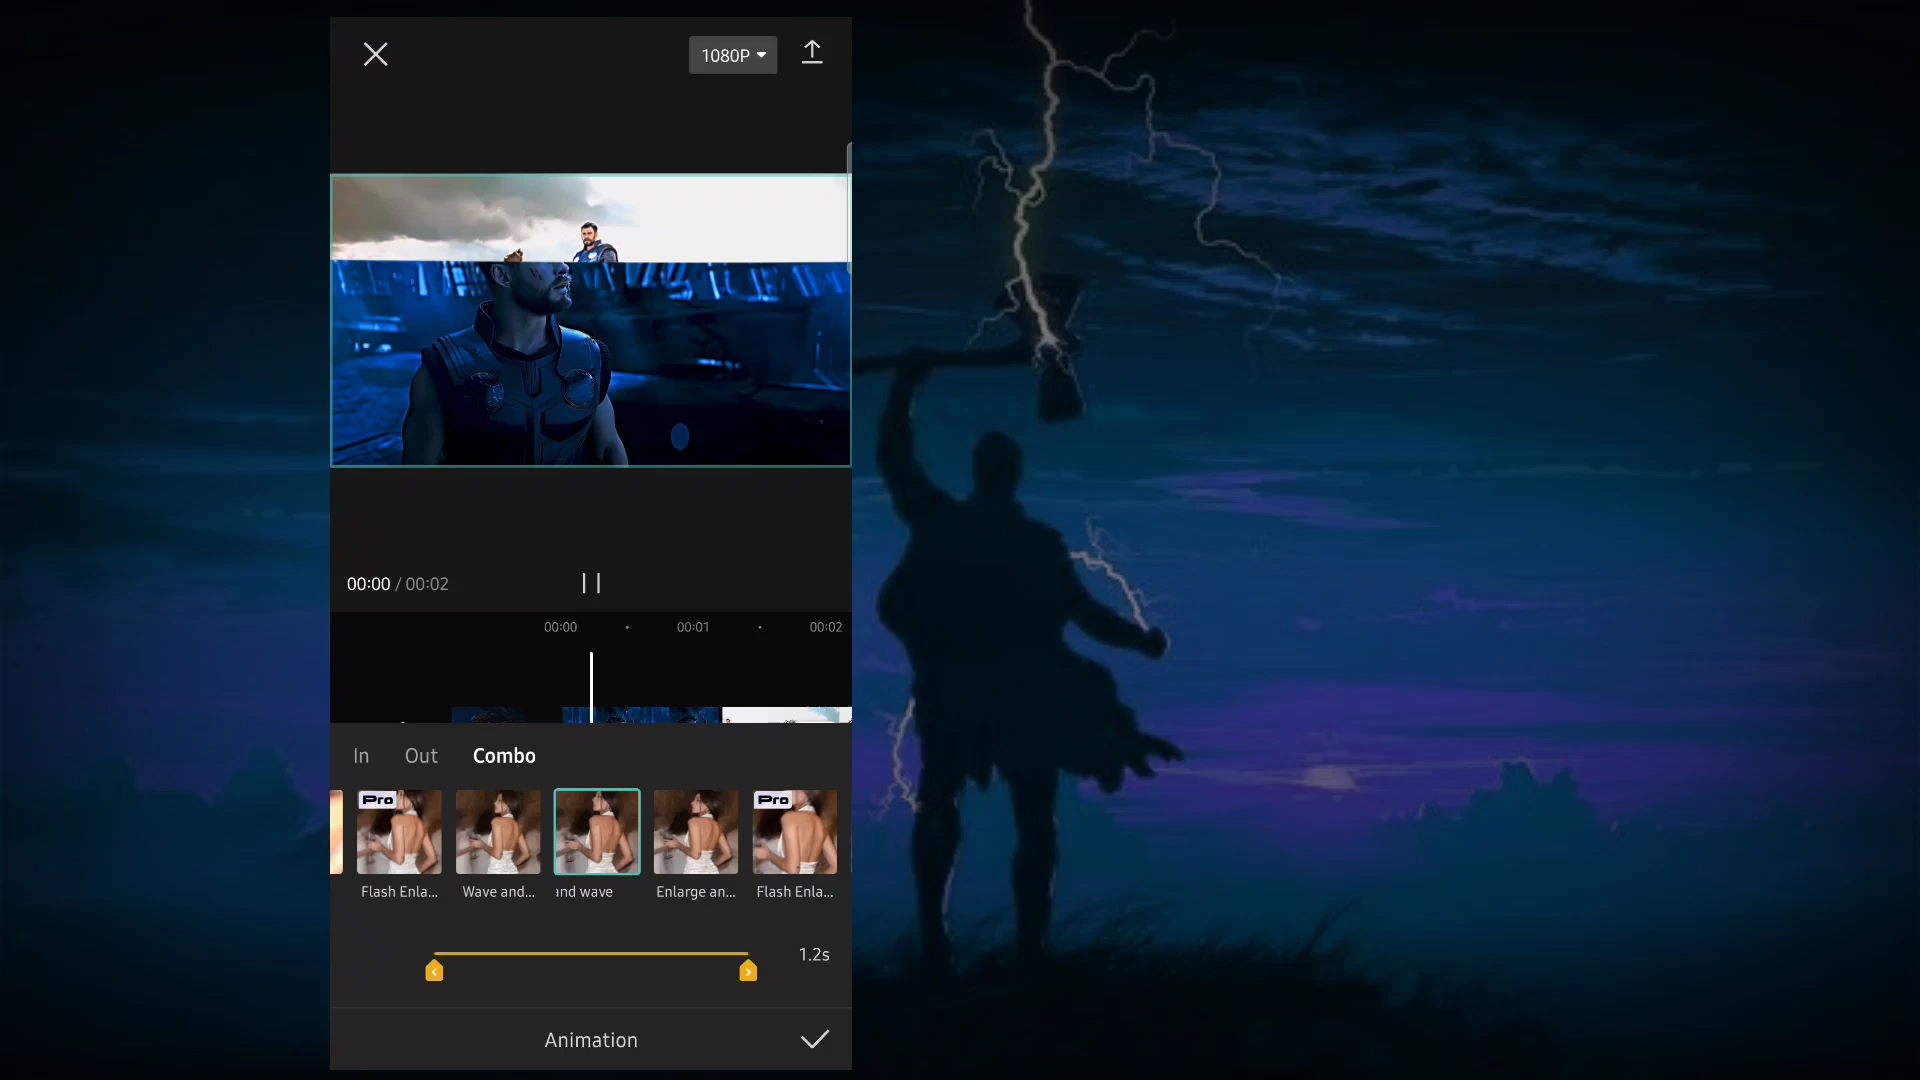 1080P
00:00 / 00:02
00:00 00:01 00:02
In Out Combo
Pro Pro
Flash Enla... Wave and... and wave Enlarge an... Flash Enla...
1.2s
Animation